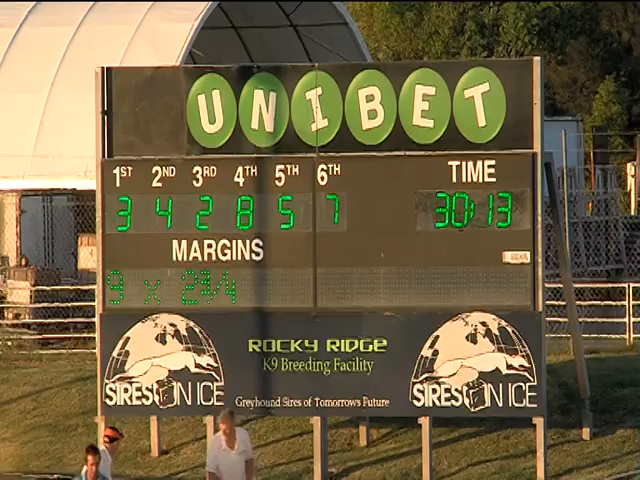 UNIBET
1ST 2ND 3RD 4TH 5TH 6TH TIME
3 4 2 8 5 7 30:13
MARGINS
9 x 2¾
ROCKY RIDGE
K9 Breeding Facility
SIRES ON ICE
SIRES ON ICE
Greyhound Sires of Tomorrows Future